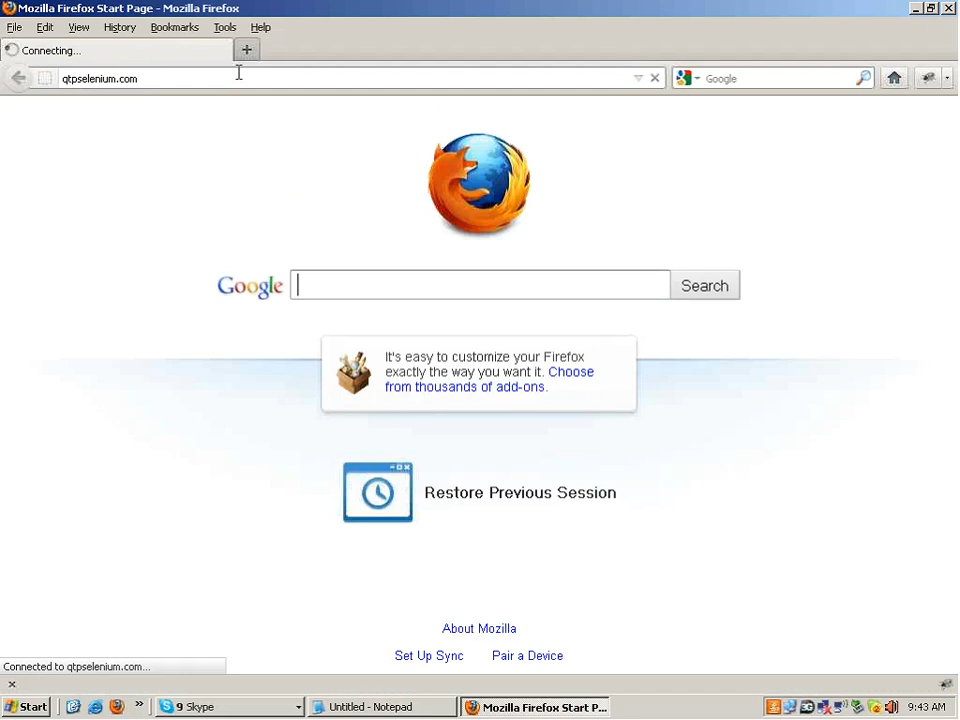 Mozilla Firefox Start Page - Mozilla Firefox
File Edit View History Bookmarks Tools Help
Connecting...
qtpselenium.com
Google
Google
Search
It's easy to customize your Firefox
exactly the way you want it. Choose
from thousands of add-ons.
Restore Previous Session
About Mozilla
Set Up Sync Pair a Device
Connected to qtpselenium.com...
Start
9 Skype
Untitled - Notepad
Mozilla Firefox Start P...
9:43 AM